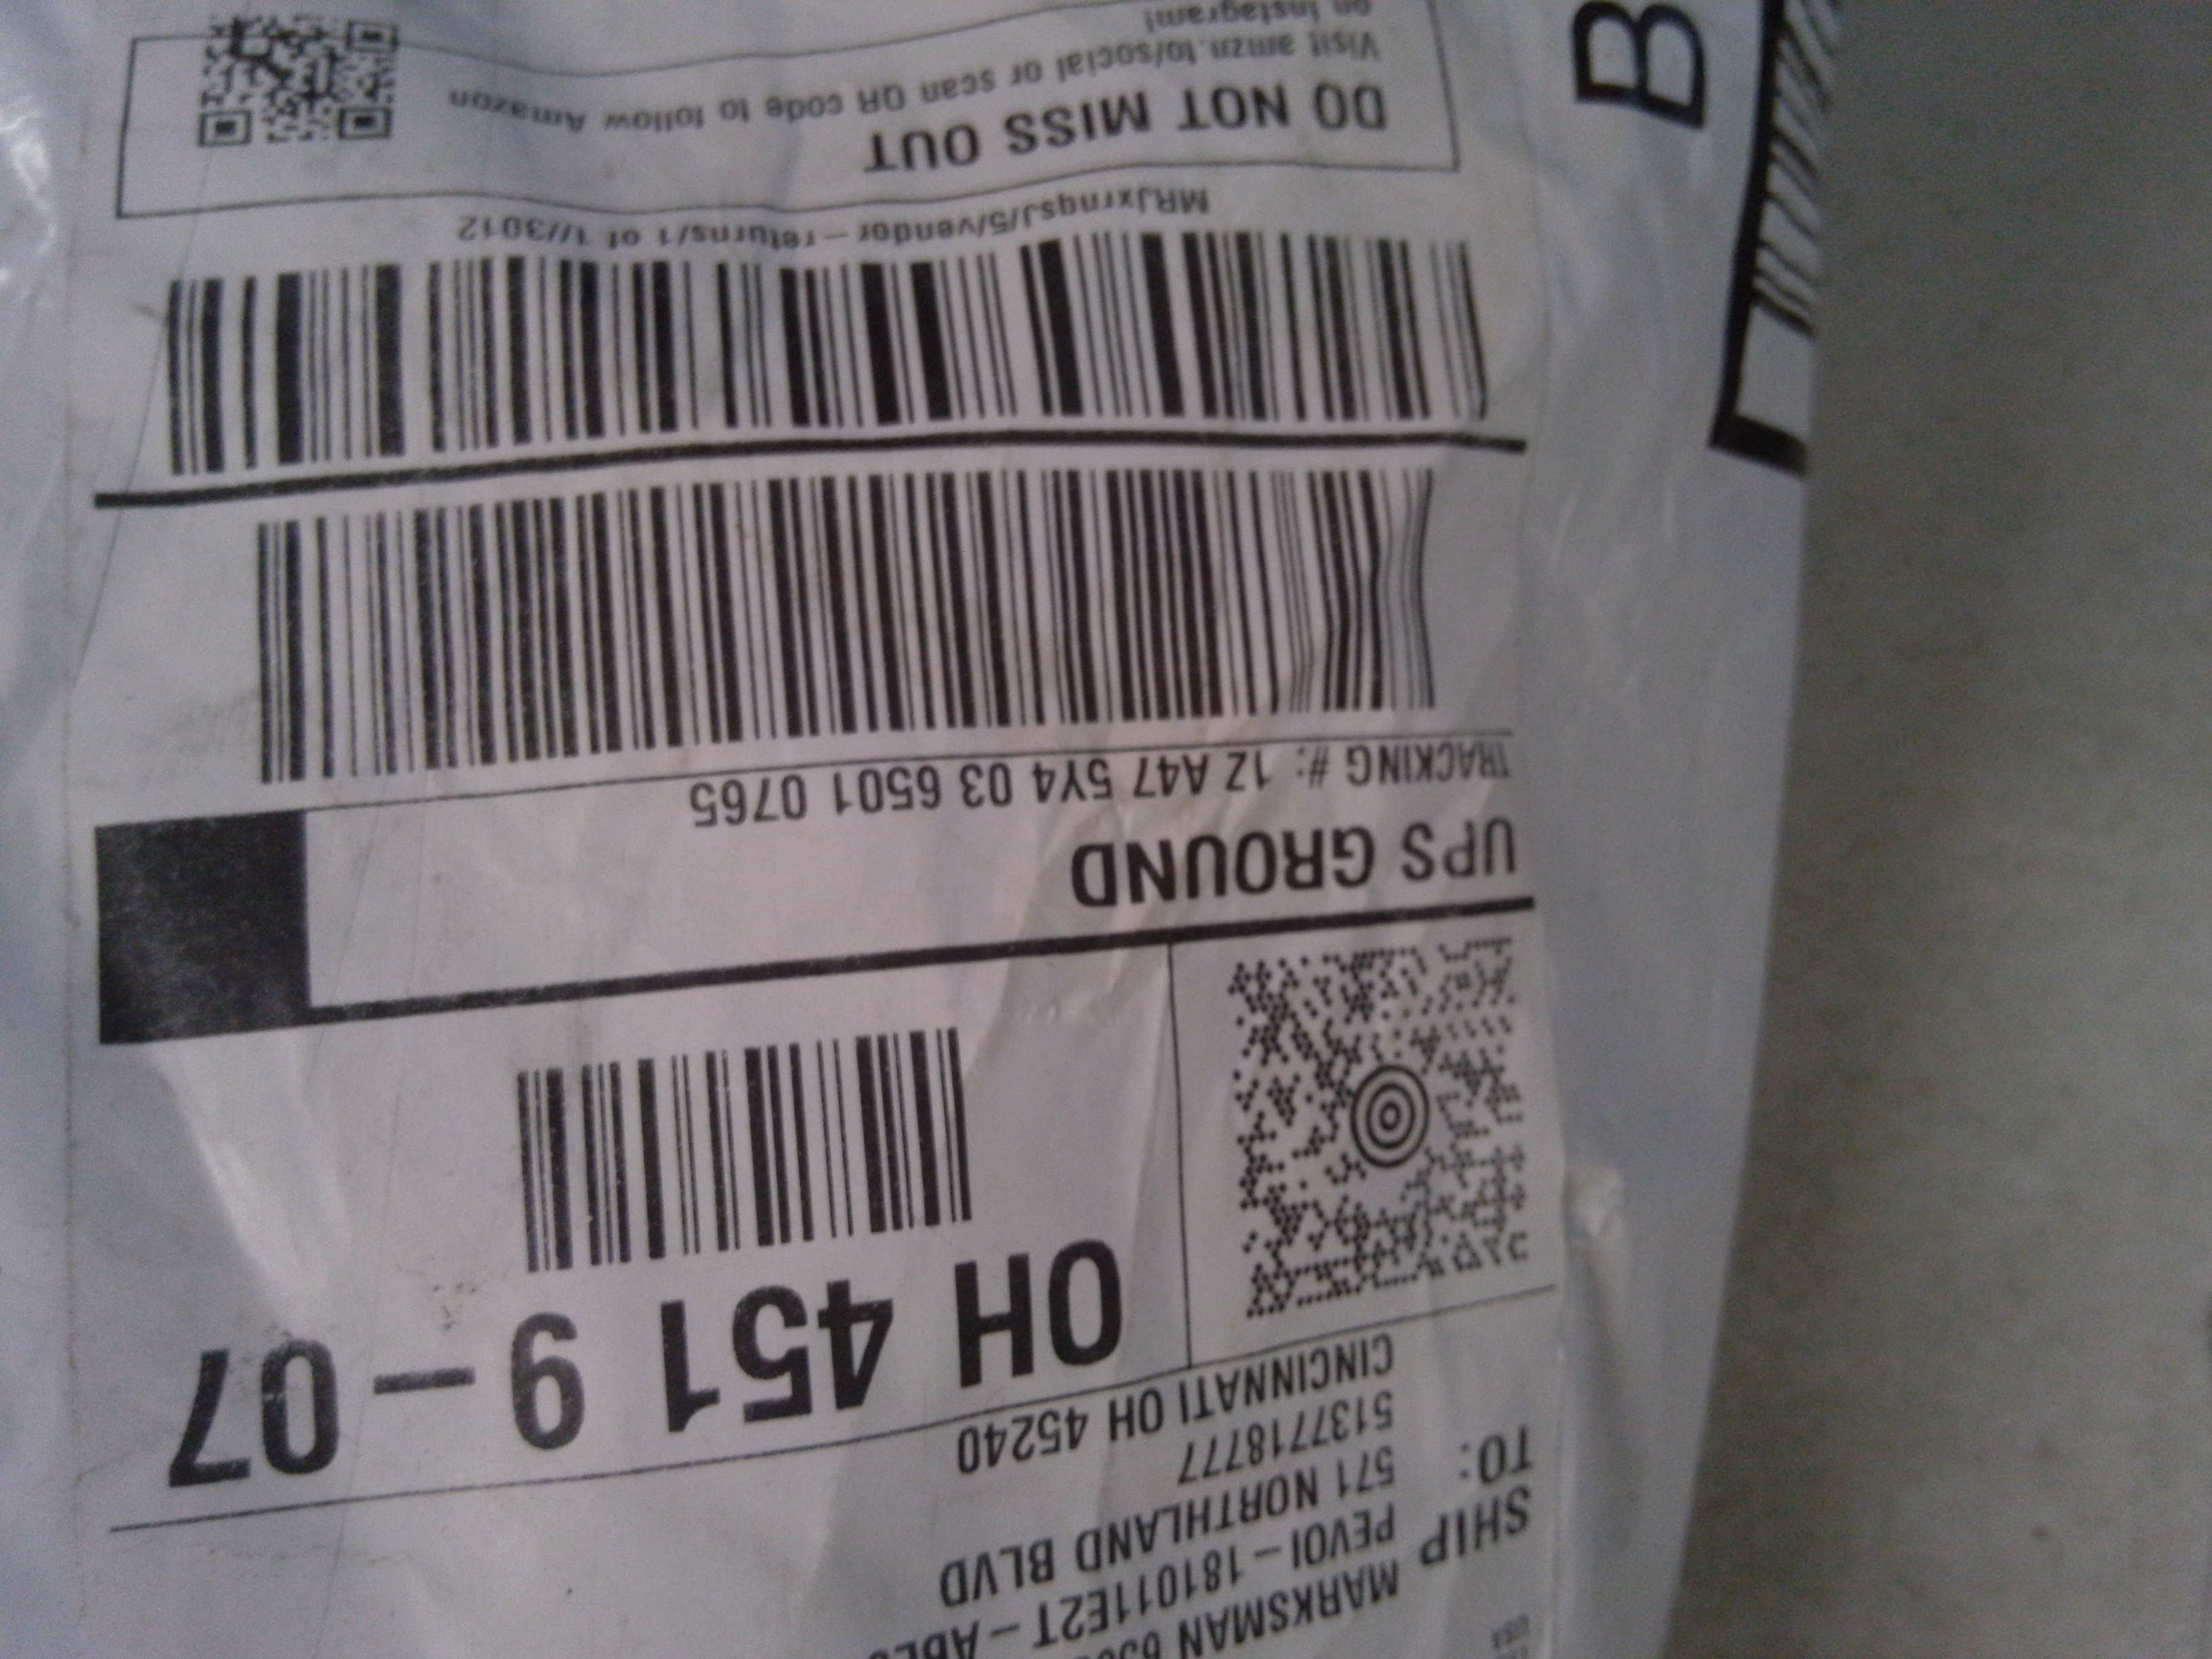 USA
SHIP
TO:
MARKSMAN
PEVOI – 181011E2T –
571 NORTHLAND BLVD
5137718777
CINCINNATI OH 45240
OH 451 9 – 07
UPS GROUND
TRACKING #: 1Z A47 5Y4 03 6501 0765
MRJxrnqsJ/5/vendor – returns/1 of 1//3012
DO NOT MISS OUT
Visit amzn.to/social or scan QR code to follow Amazon
on Instagram!
B